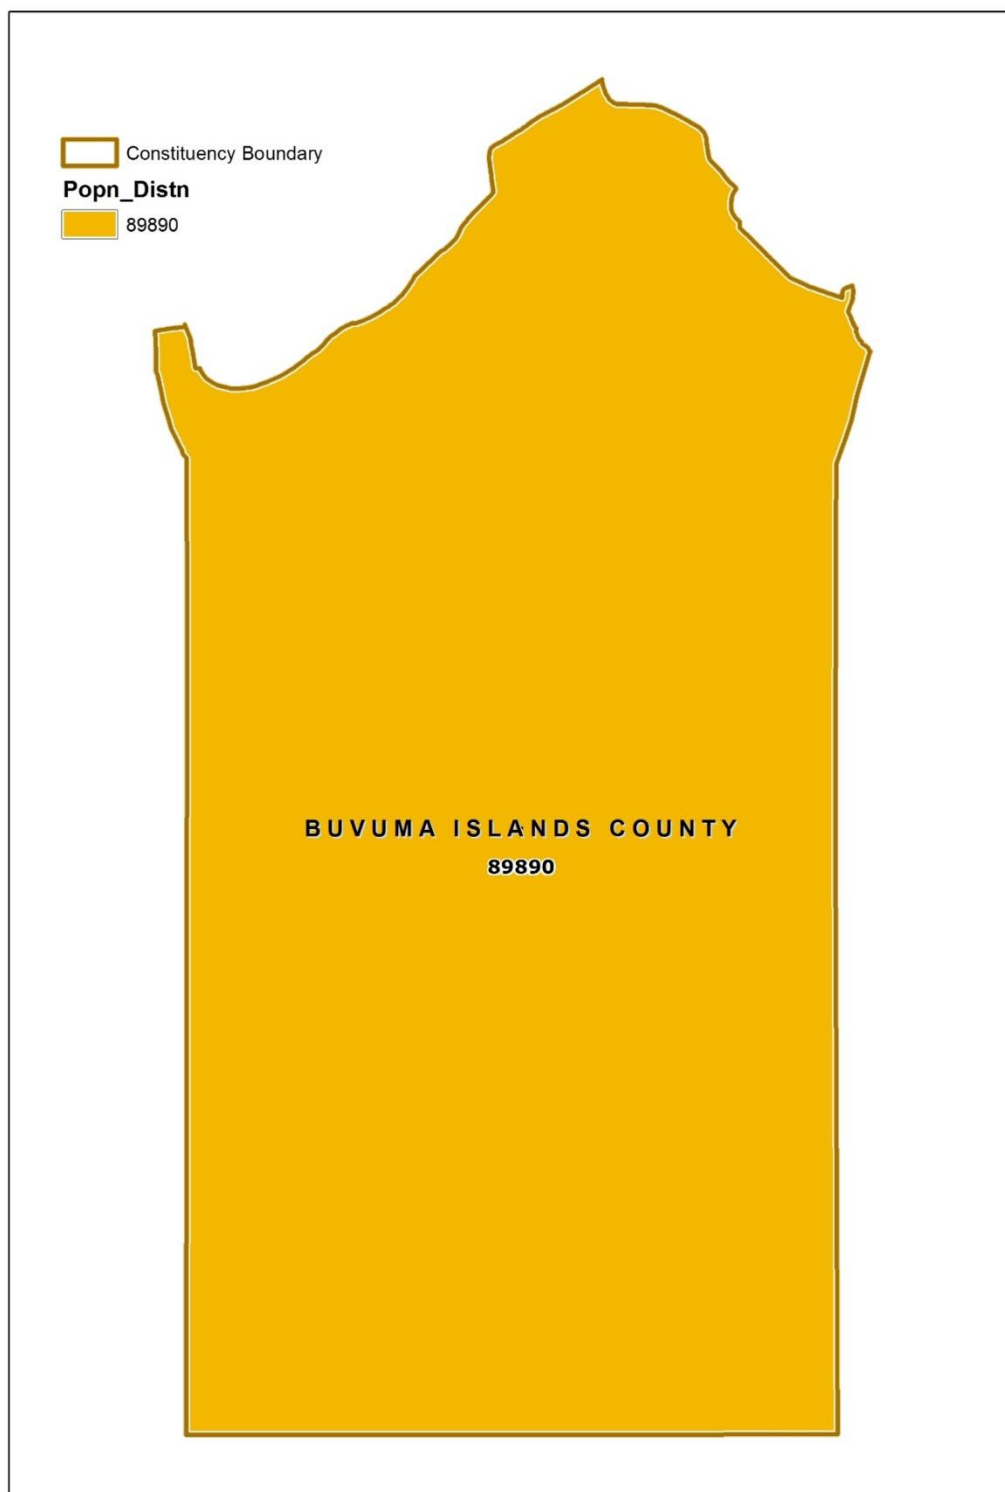 Constituency Boundary
Popn_Distn
89890
BUVUMA ISLANDS COUNTY
89890